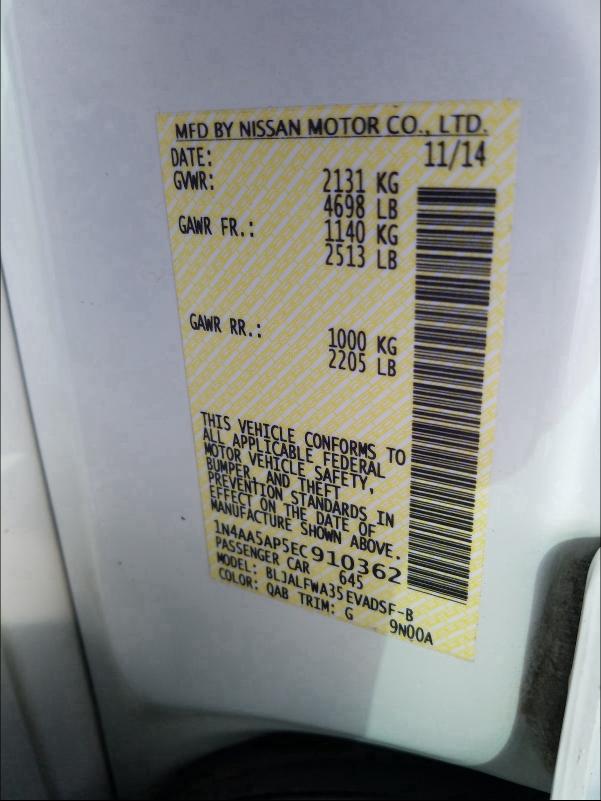 MFD BY NISSAN MOTOR CO., LTD.
DATE: 11/14
GVWR: 2131 KG
4698 LB
GAWR FR.: 1140 KG
2513 LB
GAWR RR.: 1000 KG
2205 LB
THIS VEHICLE CONFORMS TO
ALL APPLICABLE FEDERAL
MOTOR VEHICLE SAFETY,
BUMPER, AND THEFT
PREVENTION STANDARDS IN
EFFECT ON THE DATE OF
MANUFACTURE SHOWN ABOVE.
1N4AA5AP5EC910362
PASSENGER CAR 645
MODEL: BLJALFWA35EVADSF-B
COLOR: QAB TRIM: G 9N00A